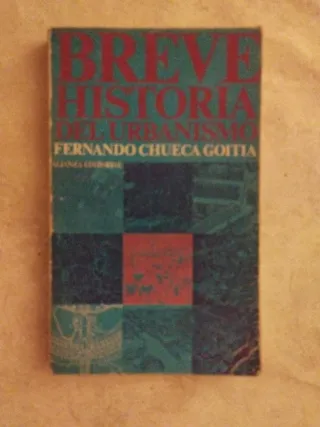 BREVE
HISTORIA
DEL URBANISMO
FERNANDO CHUECA GOITIA
ALIANZA EDITORIAL